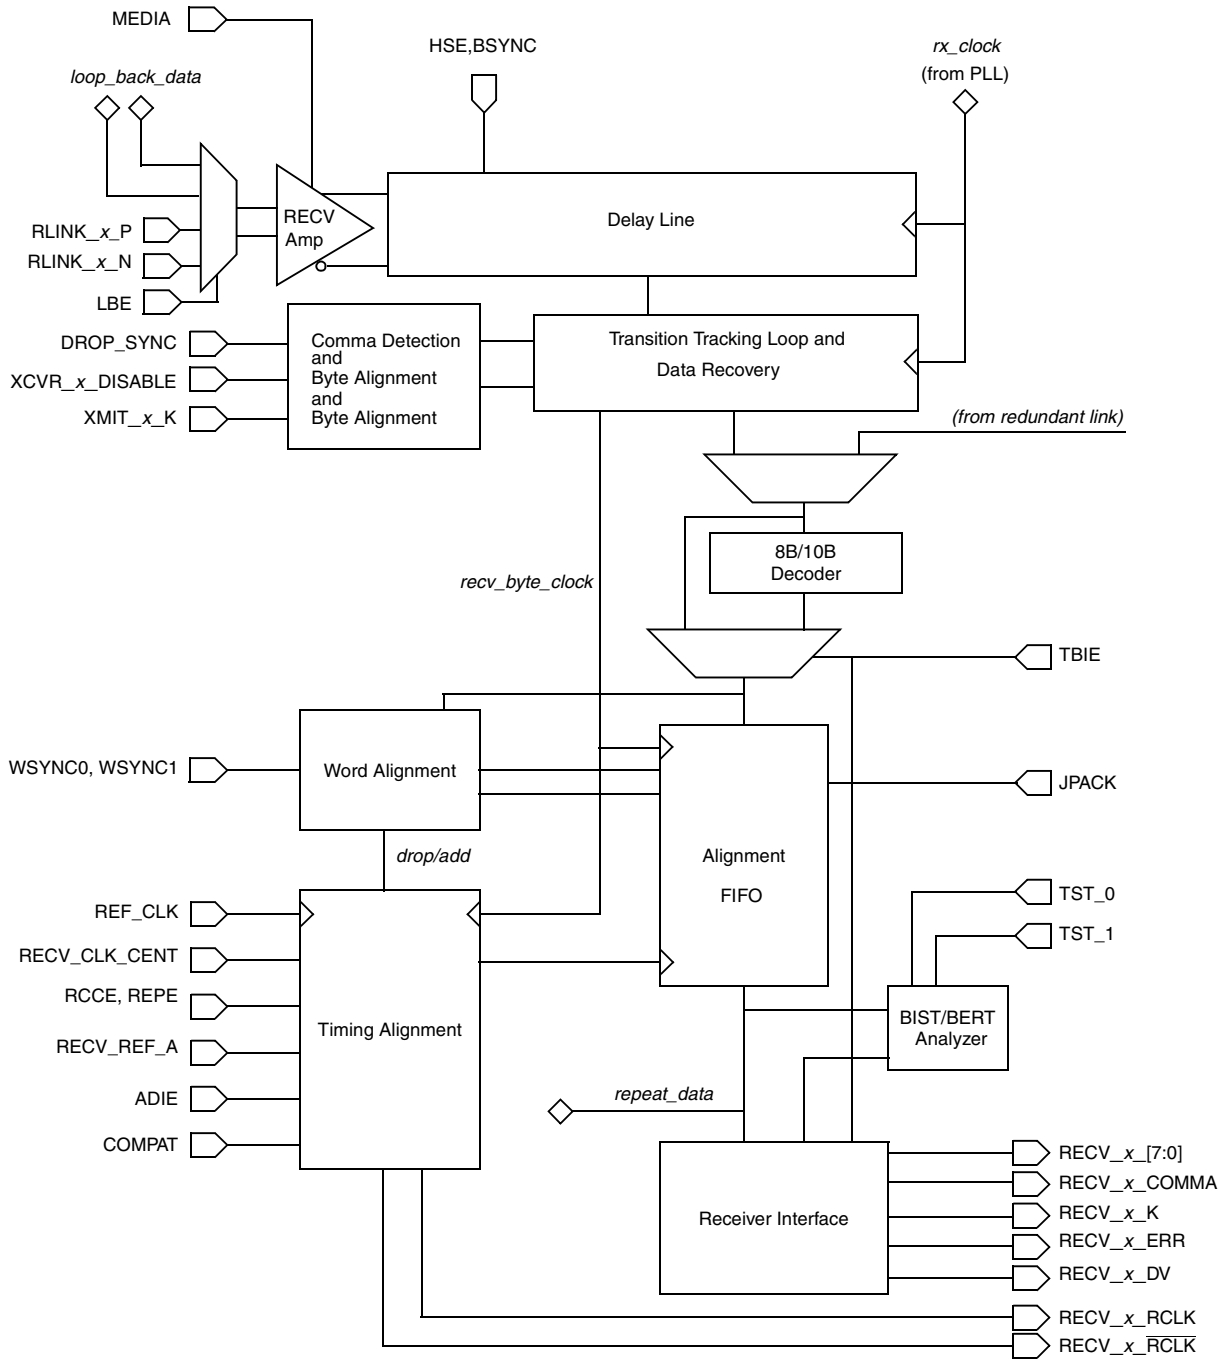 MEDIA
HSE,BSYNC
rx_clock
(from PLL)
loop_back_data
RLINK_x_P
RLINK_x_N
LBE
RECV
Amp
Delay Line
DROP_SYNC
XCVR_x_DISABLE
XMIT_x_K
Comma Detection
and
Byte Alignment
and
Byte Alignment
Transition Tracking Loop and
Data Recovery
(from redundant link)
8B/10B
Decoder
recv_byte_clock
TBIE
WSYNC0, WSYNC1
Word Alignment
JPACK
drop/add
Alignment
FIFO
TST_0
TST_1
REF_CLK
RECV_CLK_CENT
RCCE, REPE
RECV_REF_A
ADIE
COMPAT
Timing Alignment
BIST/BERT
Analyzer
repeat_data
Receiver Interface
RECV_x_[7:0]
RECV_x_COMMA
RECV_x_K
RECV_x_ERR
RECV_x_DV
RECV_x_RCLK
RECV_x_R̅C̅L̅K̅